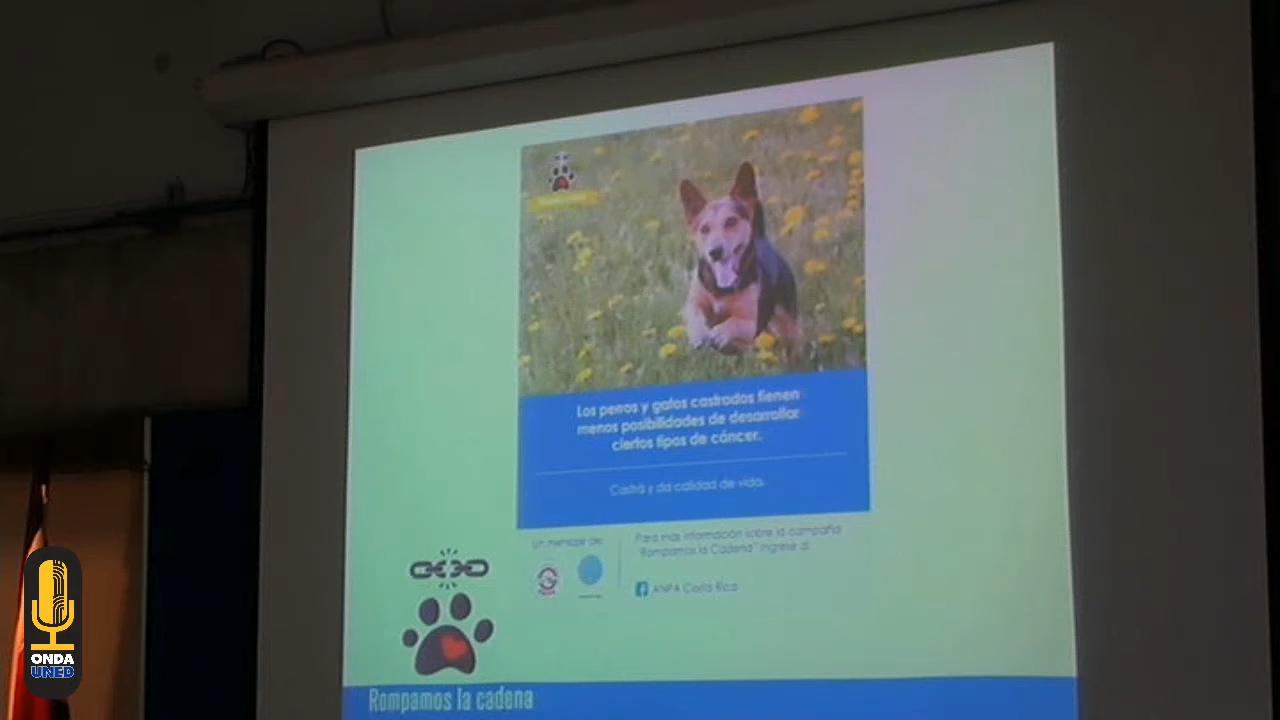 Los perros y gatos castrados tienen
menos posibilidades de desarrollar
ciertos tipos de cáncer.
Castrá y da calidad de vida.
Un mensaje de:
Para más información sobre la campaña
"Rompamos la Cadena" ingrese a:
ANPA Costa Rica
Rompamos la cadena
ONDA
UNED